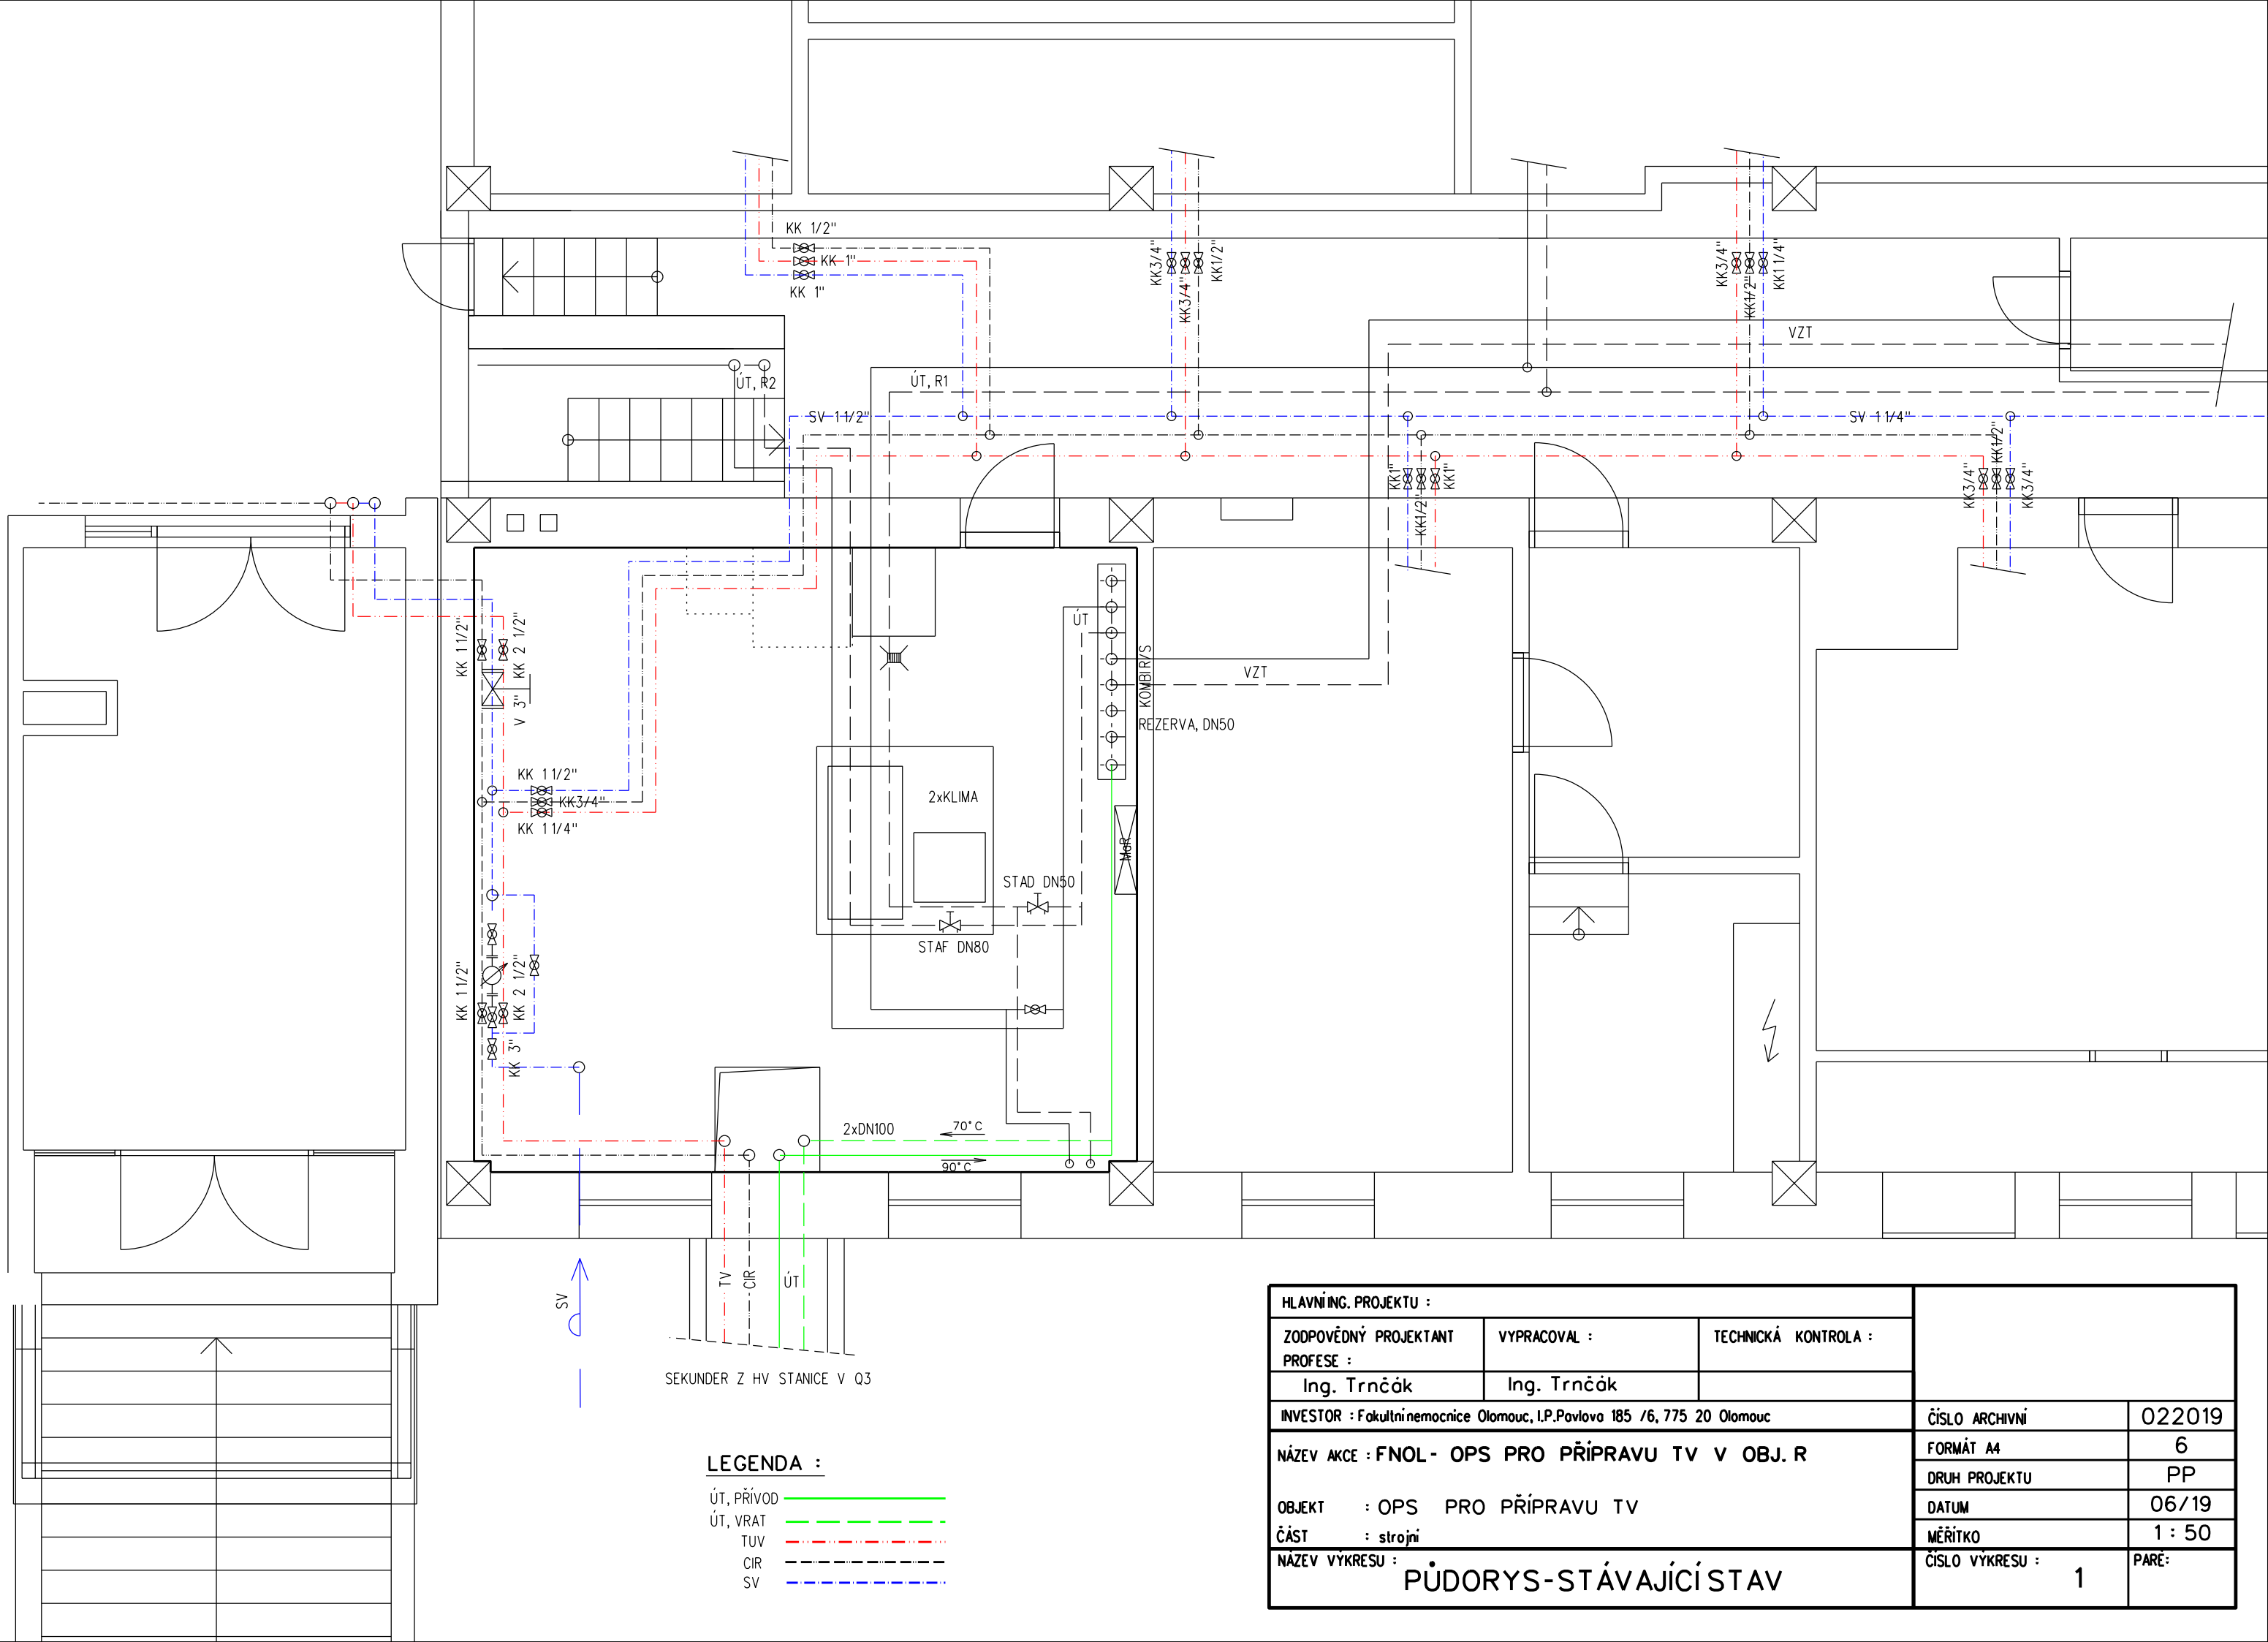 KK 1/2"
KK 1"
KK 1"
KK3/4"
KK3/4"
KK1/2"
KK3/4"
KK1/2"
KK1 1/4"
VZT
ÚT, R2
ÚT, R1
SV 1 1/2"
SV 1 1/4"
KK1"
KK1/2"
KK1"
KK3/4"
KK1/2"
KK3/4"
KK 1 1/2"
KK 2 1/2"
V 3"
ÚT
KOMBI R/S
VZT
REZERVA, DN50
KK 1 1/2"
KK3/4"
KK 1 1/4"
2xKLIMA
MaR
STAD DN50
STAF DN80
KK 1 1/2"
KK 2 1/2"
KK 3"
2xDN100
70°C
90°C
SV
TV
CIR
ÚT
SEKUNDER Z HV STANICE V Q3
LEGENDA :
ÚT, PŘÍVOD
ÚT, VRAT
TUV
CIR
SV
HLAVNÍ ING. PROJEKTU :
ZODPOVĚDNÝ PROJEKTANT
PROFESE :
VYPRACOVAL :
TECHNICKÁ KONTROLA :
Ing. Trnčák
Ing. Trnčák
INVESTOR : Fakultní nemocnice Olomouc, I.P.Pavlova 185 /6, 775 20 Olomouc
ČÍSLO ARCHIVNÍ 022019
NÁZEV AKCE : FNOL- OPS PRO PŘÍPRAVU TV V OBJ. R
FORMÁT A4 6
DRUH PROJEKTU PP
OBJEKT : OPS PRO PŘÍPRAVU TV
DATUM 06/19
ČÁST : strojní
MĚŘÍTKO 1 : 50
NÁZEV VÝKRESU : PŮDORYS-STÁVAJÍCÍ STAV
ČÍSLO VÝKRESU : 1
PARÉ: